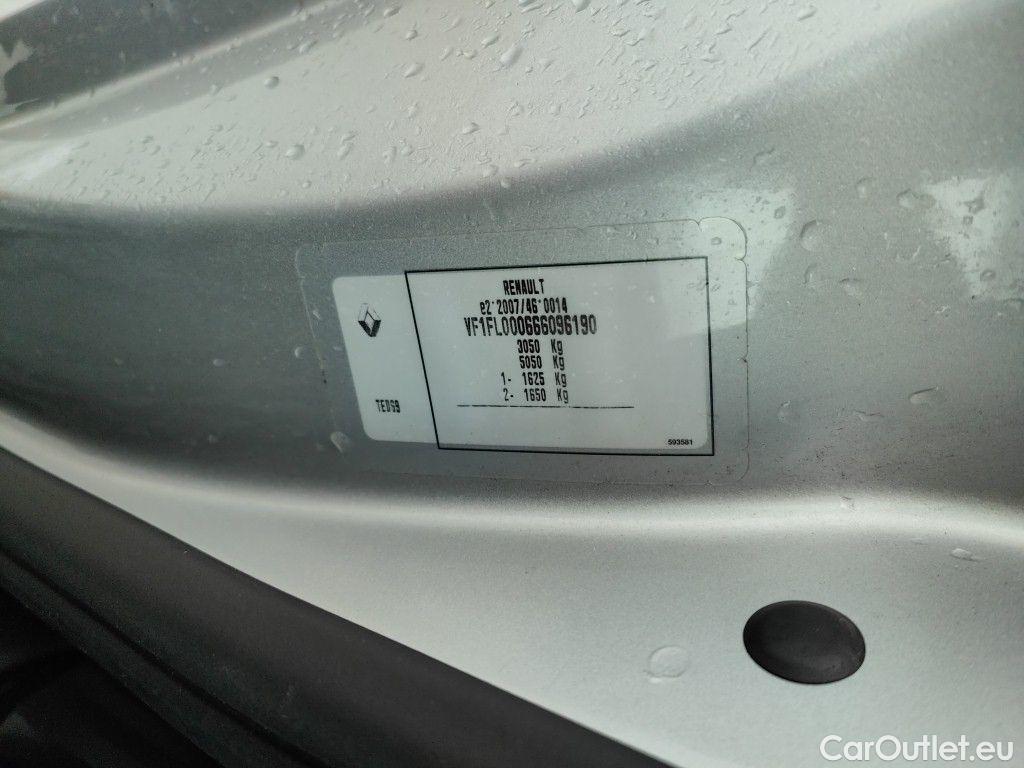 RENAULT
e2*2007/46*0014
VF1FL000666096190
3050 Kg
5050 Kg
1- 1625 Kg
2- 1650 Kg
TED69
593581
CarOutlet.eu